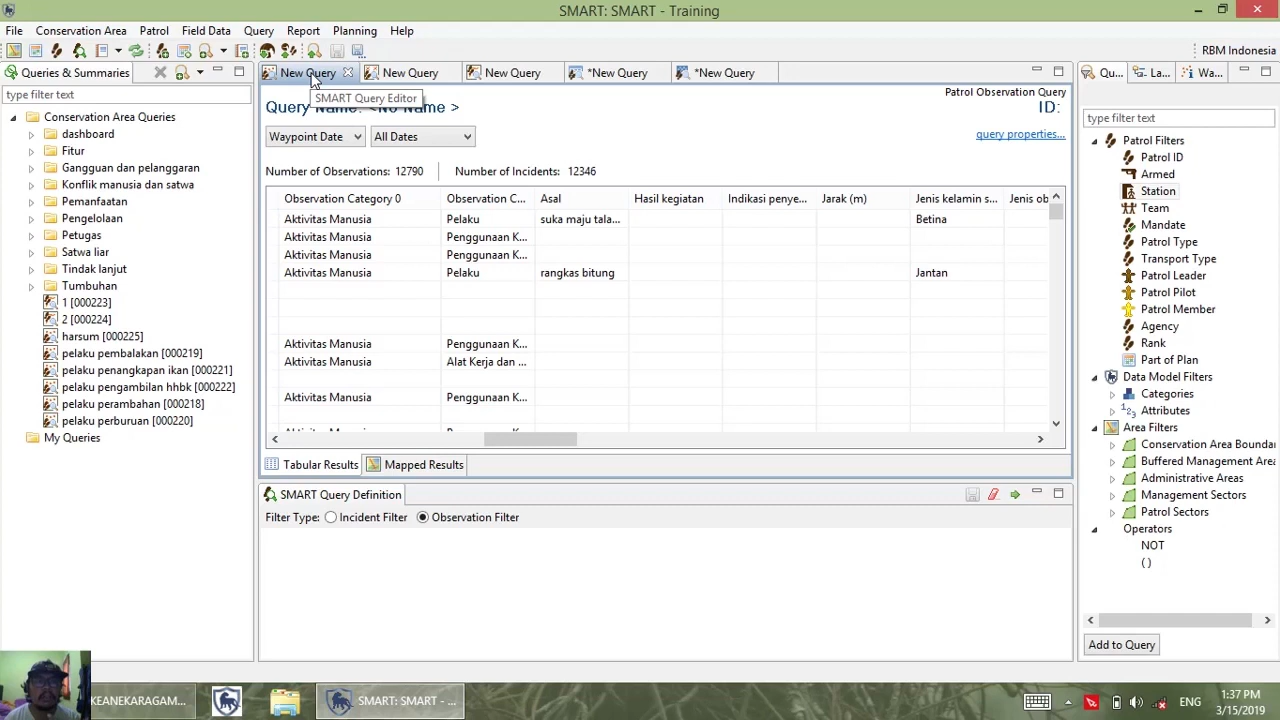 SMART: SMART - Training
File Conservation Area Patrol Field Data Query Report Planning Help
RBM Indonesia
Queries & Summaries
New Query
New Query
New Query
*New Query
*New Query
Qu...
La...
Wa...
type filter text
SMART Query Editor
Patrol Observation Query
Query Name: <No Name >
ID:
Waypoint Date
All Dates
query properties...
Number of Observations: 12790
Number of Incidents: 12346
Observation Category 0 Observation C... Asal Hasil kegiatan Indikasi penye... Jarak (m) Jenis kelamin s... Jenis ob
Aktivitas Manusia Pelaku suka maju tala... Betina
Aktivitas Manusia Penggunaan K...
Aktivitas Manusia Penggunaan K...
Aktivitas Manusia Pelaku rangkas bitung Jantan
Aktivitas Manusia Penggunaan K...
Aktivitas Manusia Alat Kerja dan ...
Aktivitas Manusia Penggunaan K...
Tabular Results
Mapped Results
SMART Query Definition
Filter Type: Incident Filter Observation Filter
Conservation Area Queries
dashboard
Fitur
Gangguan dan pelanggaran
Konflik manusia dan satwa
Pemanfaatan
Pengelolaan
Petugas
Satwa liar
Tindak lanjut
Tumbuhan
1 [000223]
2 [000224]
harsum [000225]
pelaku pembalakan [000219]
pelaku penangkapan ikan [000221]
pelaku pengambilan hhbk [000222]
pelaku perambahan [000218]
pelaku perburuan [000220]
My Queries
type filter text
Patrol Filters
Patrol ID
Armed
Station
Team
Mandate
Patrol Type
Transport Type
Patrol Leader
Patrol Pilot
Patrol Member
Agency
Rank
Part of Plan
Data Model Filters
Categories
Attributes
Area Filters
Conservation Area Bounda
Buffered Management Area
Administrative Areas
Management Sectors
Patrol Sectors
Operators
NOT
( )
Add to Query
KEANEKARAGAM...
SMART: SMART - ...
ENG
1:37 PM
3/15/2019